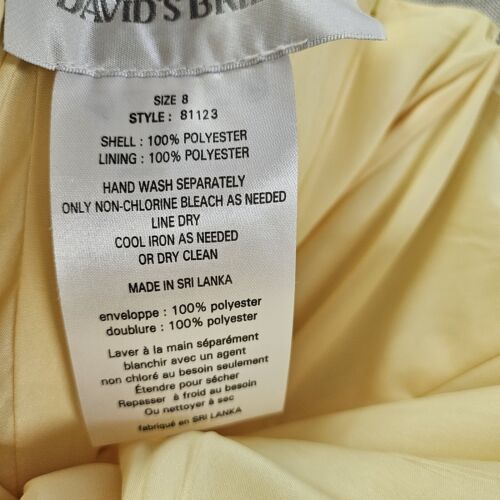 DAVID'S
SIZE 8
STYLE: 81123
SHELL : 100% POLYESTER
LINING : 100% POLYESTER
HAND WASH SEPARATELY
ONLY NON-CHLORINE BLEACH AS NEEDED
LINE DRY
COOL IRON AS NEEDED
OR DRY CLEAN
MADE IN SRI LANKA
enveloppe : 100% polyester
doublure : 100% polyester
Laver à la main séparément
blanchir avec un agent
non chloré au besoin seulement
Étendre pour sécher
Repasser à froid au besoin
Ou nettoyer à sec
fabriqué en SRI LANKA